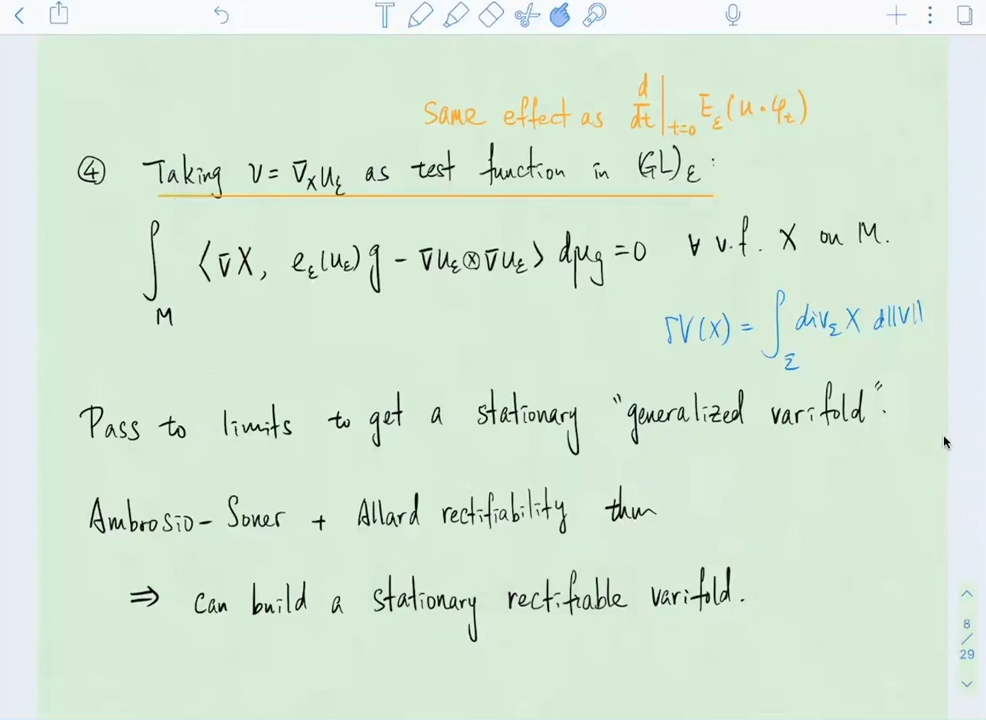 Same effect as d/dt|_{t=0} E_ε(u∘φ_t)
④ Taking v = ∇_X u_ε as test function in (GL)_ε :
∫_M ⟨∇X, e_ε(u_ε)g − ∇u_ε⊗∇u_ε⟩ dμ_g = 0 ∀ v.f. X on M.
δV(X) = ∫_Σ div_Σ X d||V||
Pass to limits to get a stationary "generalized varifold".
Ambrosio-Soner + Allard rectifiability thm
⇒ can build a stationary rectifiable varifold.
8
/
29